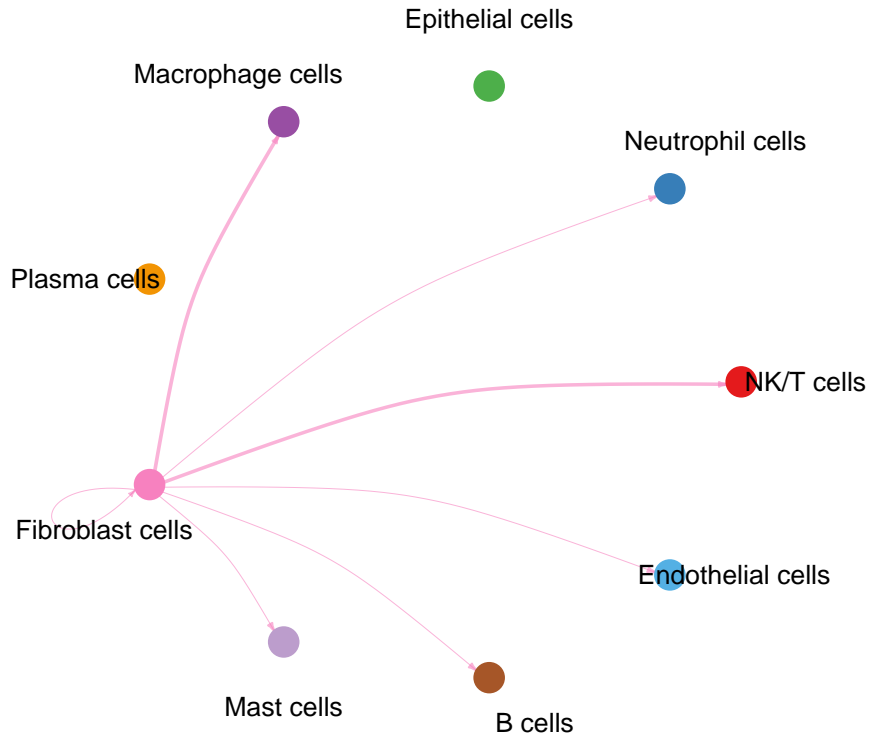 Epithelial cells
Macrophage cells
Neutrophil cells
Plasma cells
NK/T cells
Fibroblast cells
Endothelial cells
Mast cells
B cells